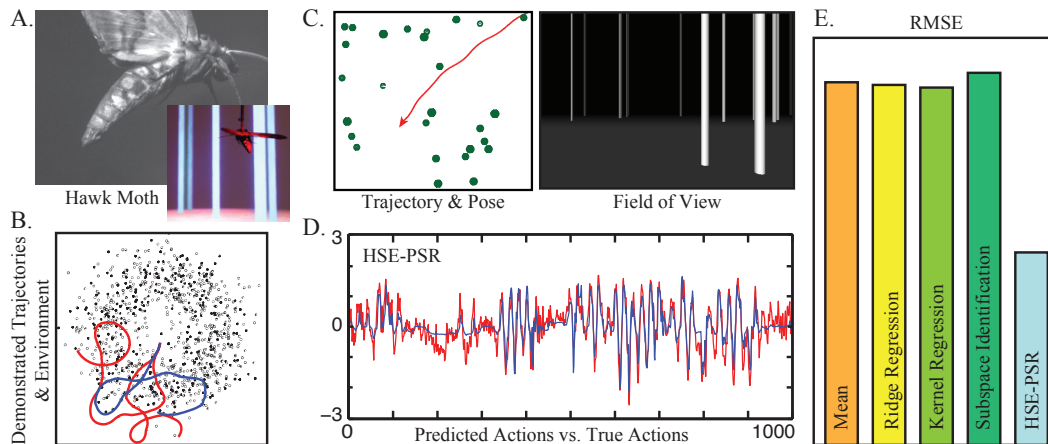 A.
Hawk Moth
B.
Demonstrated Trajectories
& Environment
C.
Trajectory & Pose
Field of View
D.
3
HSE-PSR
0
−3
0
Predicted Actions vs. True Actions
1000
E.
RMSE
Mean
Ridge Regression
Kernel Regression
Subspace Identification
HSE-PSR